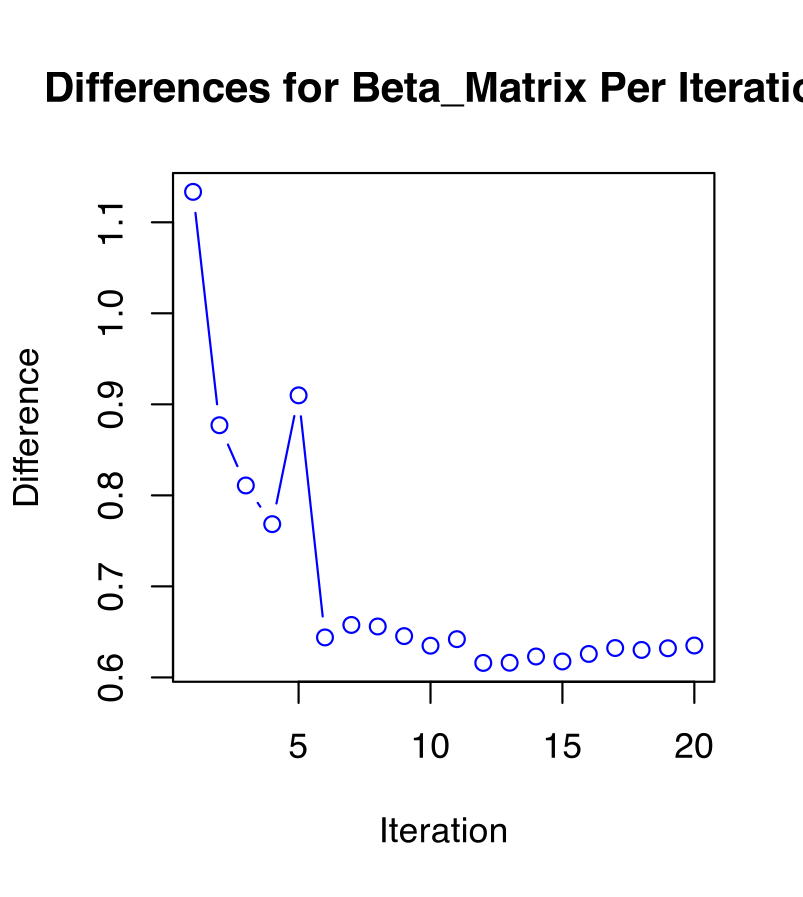 Differences for Beta_Matrix Per Iteratio
Difference
1.1
1.0
0.9
0.8
0.7
0.6
5 10 15 20
Iteration